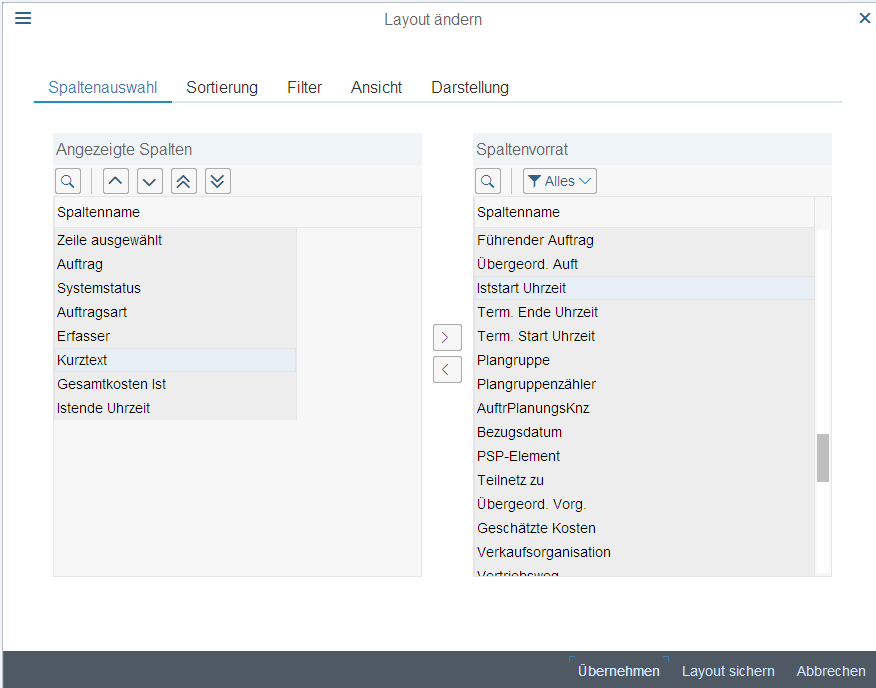 Layout ändern
Spaltenauswahl Sortierung Filter Ansicht Darstellung
Angezeigte Spalten
Spaltenname
Zeile ausgewählt
Auftrag
Systemstatus
Auftragsart
Erfasser
Kurztext
Gesamtkosten Ist
Istende Uhrzeit
Spaltenvorrat
Alles
Spaltenname
Führender Auftrag
Übergeord. Auft
Iststart Uhrzeit
Term. Ende Uhrzeit
Term. Start Uhrzeit
Plangruppe
Plangruppenzähler
AuftrPlanungsKnz
Bezugsdatum
PSP-Element
Teilnetz zu
Übergeord. Vorg.
Geschätzte Kosten
Verkaufsorganisation
Vertriebsweg
Übernehmen Layout sichern Abbrechen